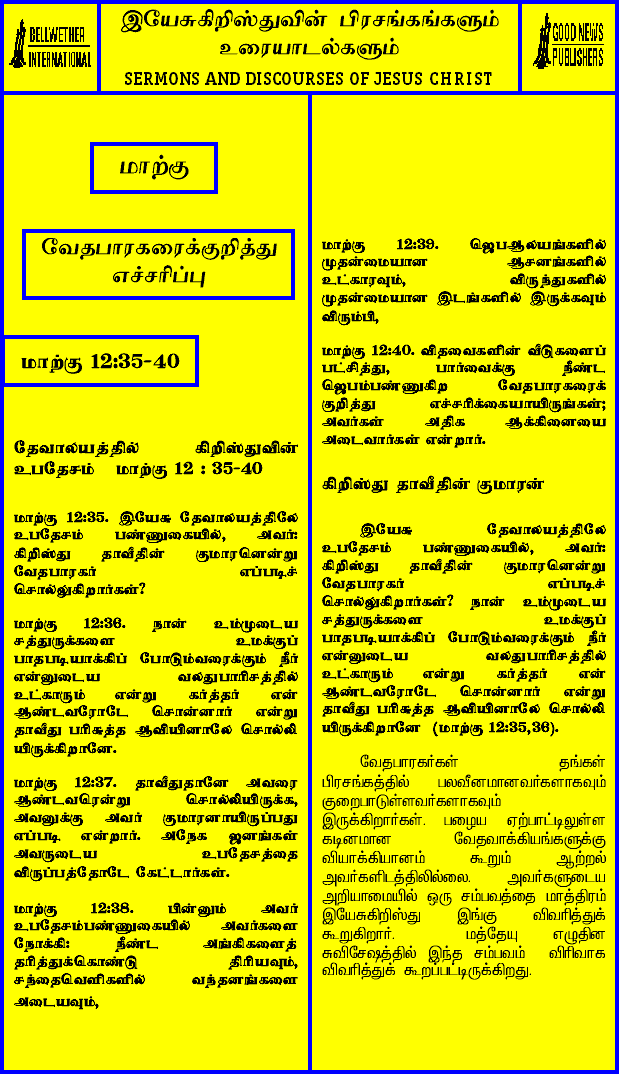 BELLWETHER
INTERNATIONAL
இயேசுகிறிஸ்துவின் பிரசங்கங்களும்
உரையாடல்களும்
SERMONS AND DISCOURSES OF JESUS CHRIST
GOOD NEWS
PUBLISHERS
மாற்கு
வேதபாரகரைக்குறித்து
எச்சரிப்பு
மாற்கு 12:35-40
தேவாலயத்தில் கிறிஸ்துவின்
உபதேசம் மாற்கு 12 : 35-40
மாற்கு 12:35. இயேசு தேவாலயத்திலே
உபதேசம் பண்ணுகையில், அவர்:
கிறிஸ்து தாவீதின் குமாரனென்று
வேதபாரகர் எப்படிச்
சொல்லுகிறார்கள்?
மாற்கு 12:36. நான் உம்முடைய
சத்துருக்களை உமக்குப்
பாதபடியாக்கிப் போடும்வரைக்கும் நீர்
என்னுடைய வலதுபாரிசத்தில்
உட்காரும் என்று கர்த்தர் என்
ஆண்டவரோடே சொன்னார் என்று
தாவீது பரிசுத்த ஆவியினாலே சொல்லி
யிருக்கிறானே.
மாற்கு 12:37. தாவீதுதானே அவரை
ஆண்டவரென்று சொல்லியிருக்க,
அவனுக்கு அவர் குமாரனாயிருப்பது
எப்படி என்றார். அநேக ஜனங்கள்
அவருடைய உபதேசத்தை
விருப்பத்தோடே கேட்டார்கள்.
மாற்கு 12:38. பின்னும் அவர்
உபதேசம்பண்ணுகையில் அவர்களை
நோக்கி: நீண்ட அங்கிகளைத்
தரித்துக்கொண்டு திரியவும்,
சந்தைவெளிகளில் வந்தனங்களை
அடையவும்,
மாற்கு 12:39. ஜெபஆலயங்களில்
முதன்மையான ஆசனங்களில்
உட்காரவும், விருந்துகளில்
முதன்மையான இடங்களில் இருக்கவும்
விரும்பி,
மாற்கு 12:40. விதவைகளின் வீடுகளைப்
பட்சித்து, பார்வைக்கு நீண்ட
ஜெபம்பண்ணுகிற வேதபாரகரைக்
குறித்து எச்சரிக்கையாயிருங்கள்;
அவர்கள் அதிக ஆக்கினையை
அடைவார்கள் என்றார்.
கிறிஸ்து தாவீதின் குமாரன்
இயேசு தேவாலயத்திலே
உபதேசம் பண்ணுகையில், அவர்:
கிறிஸ்து தாவீதின் குமாரனென்று
வேதபாரகர் எப்படிச்
சொல்லுகிறார்கள்? நான் உம்முடைய
சத்துருக்களை உமக்குப்
பாதபடியாக்கிப் போடும்வரைக்கும் நீர்
என்னுடைய வலதுபாரிசத்தில்
உட்காரும் என்று கர்த்தர் என்
ஆண்டவரோடே சொன்னார் என்று
தாவீது பரிசுத்த ஆவியினாலே சொல்லி
யிருக்கிறானே (மாற்கு 12:35,36).
வேதபாரகர்கள் தங்கள்
பிரசங்கத்தில் பலவீனமானவர்களாகவும்
குறைபாடுள்ளவர்களாகவும்
இருக்கிறார்கள். பழைய ஏற்பாட்டிலுள்ள
கடினமான வேதவாக்கியங்களுக்கு
வியாக்கியானம் கூறும் ஆற்றல்
அவர்களிடத்திலில்லை. அவர்களுடைய
அறியாமையில் ஒரு சம்பவத்தை மாத்திரம்
இயேசுகிறிஸ்து இங்கு விவரித்துக்
கூறுகிறார். மத்தேயு எழுதின
சுவிசேஷத்தில் இந்த சம்பவம் விரிவாக
விவரித்துக் கூறப்பட்டிருக்கிறது.